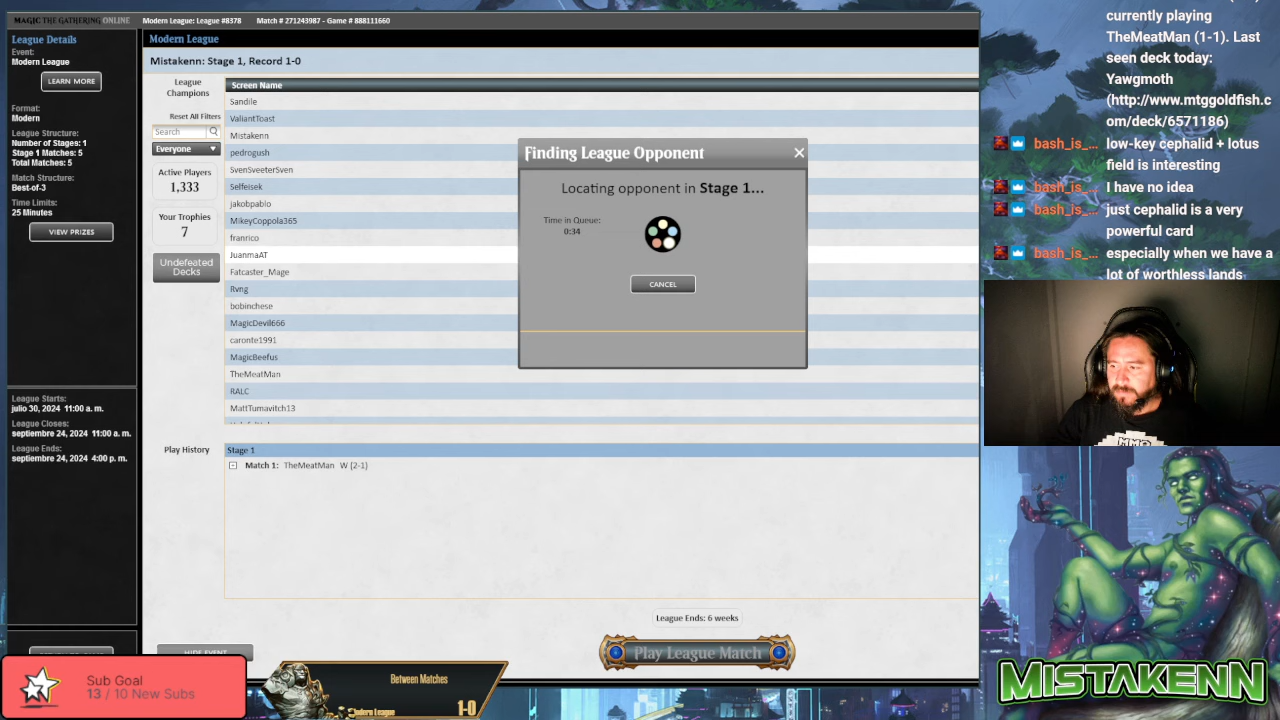 MAGIC THE GATHERING ONLINE
Modern League: League #8378
Match # 271243987 - Game # 888111660
League Details
Event:
Modern League
LEARN MORE
Format:
Modern
League Structure:
Number of Stages: 1
Stage 1 Matches: 5
Total Matches: 5
Match Structure:
Best-of-3
Time Limits:
25 Minutes
VIEW PRIZES
League Starts:
julio 30, 2024 11:00 a. m.
League Closes:
septiembre 24, 2024 11:00 a. m.
League Ends:
septiembre 24, 2024 4:00 p. m.
Modern League
Mistakenn: Stage 1, Record 1-0
League
Champions
Reset All Filters
Search
Everyone
Active Players
1,333
Your Trophies
7
Undefeated
Decks
Screen Name
Sandile
ValiantToast
Mistakenn
pedrogush
SvenSveeterSven
Selfeisek
jakobpablo
MikeyCoppola365
franrico
JuanmaAT
Fatcaster_Mage
Rvng
bobinchese
MagicDevil666
caronte1991
MagicBeefus
TheMeatMan
RALC
MattTumavitch13
Finding League Opponent
Locating opponent in Stage 1...
Time in Queue:
0:34
CANCEL
Play History
Stage 1
Match 1: TheMeatMan W (2-1)
League Ends: 6 weeks
Play League Match
HIDE EVENT
Sub Goal
13 / 10 New Subs
Between Matches
Modern League
1-0
currently playing
TheMeatMan (1-1). Last
seen deck today:
Yawgmoth
(http://www.mtggoldfish.c
om/deck/6571186)
bash_is_... low-key cephalid + lotus
field is interesting
bash_is_... I have no idea
bash_is_... just cephalid is a very
powerful card
bash_is_... especially when we have a
lot of worthless lands
MISTAKENN